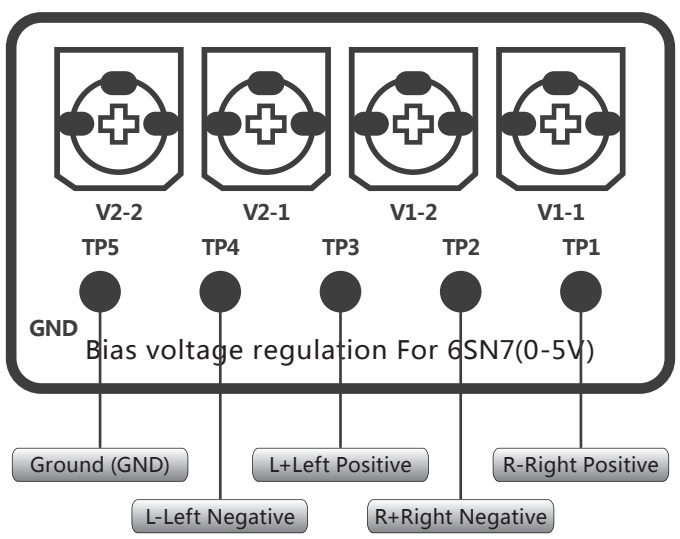 V2-2 V2-1 V1-2 V1-1
TP5 TP4 TP3 TP2 TP1
GND
Bias voltage regulation For 6SN7(0-5V)
Ground (GND) L+Left Positive R-Right Positive
L-Left Negative R+Right Negative